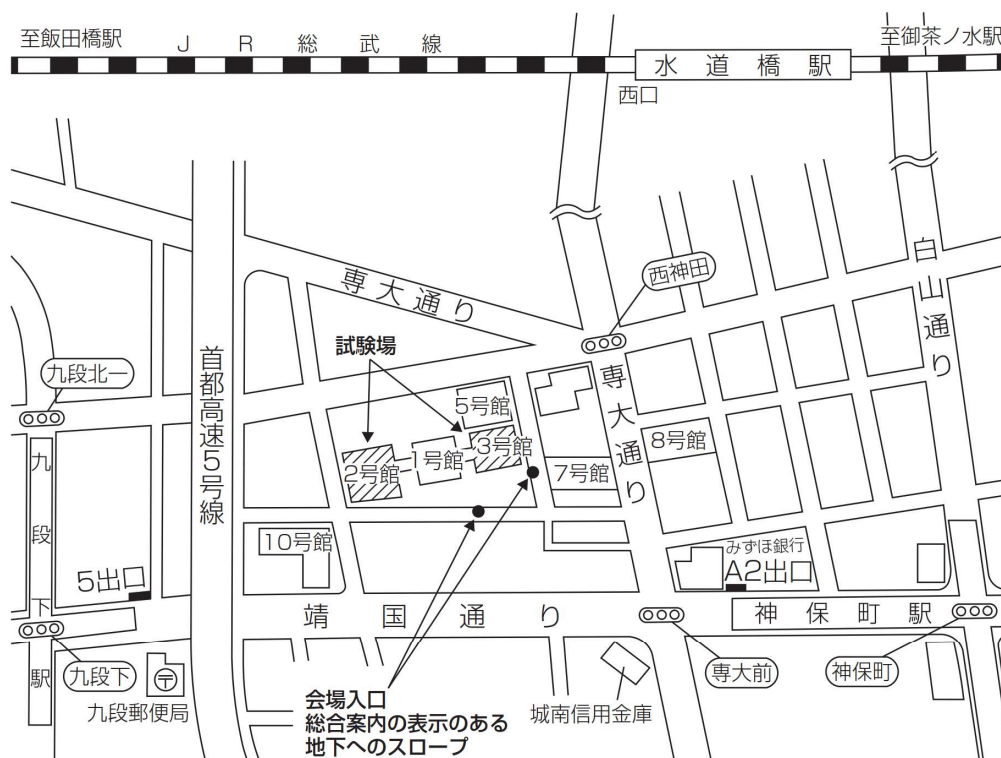 至飯田橋駅
JR総武線
水道橋駅
至御茶ノ水駅
西口
白山通り
西神田
専大通り
試験場
専大通り
九段北一
首都高速5号線
5号館
3号館
1号館
2号館
7号館
8号館
10号館
九段下駅
5出口
みずほ銀行
A2出口
靖国通り
神保町駅
九段下
専大前
神保町
〒
九段郵便局
会場入口
総合案内の表示のある
地下へのスロープ
城南信用金庫